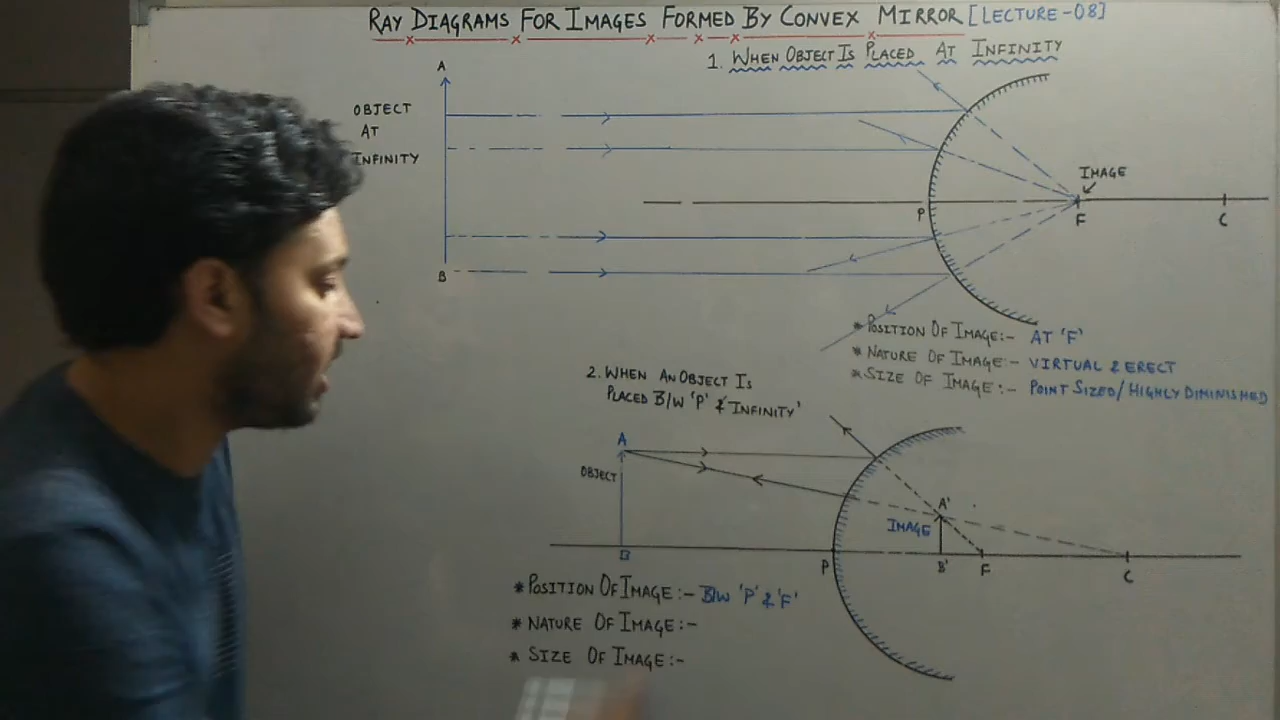 RAY DIAGRAMS FOR IMAGES FORMED BY CONVEX MIRROR [LECTURE-08]
1. WHEN OBJECT IS PLACED AT INFINITY
A
OBJECT
AT
INFINITY
B
P
IMAGE
F
C
* POSITION OF IMAGE:- AT 'F'
* NATURE OF IMAGE:- VIRTUAL & ERECT
* SIZE OF IMAGE:- POINT SIZED/HIGHLY DIMINISHED
2. WHEN AN OBJECT IS
PLACED B/W 'P' & 'INFINITY'
A
OBJECT
B
P
A'
IMAGE
B'
F
C
* POSITION OF IMAGE:- B/W 'P' & 'F'
* NATURE OF IMAGE:-
* SIZE OF IMAGE:-